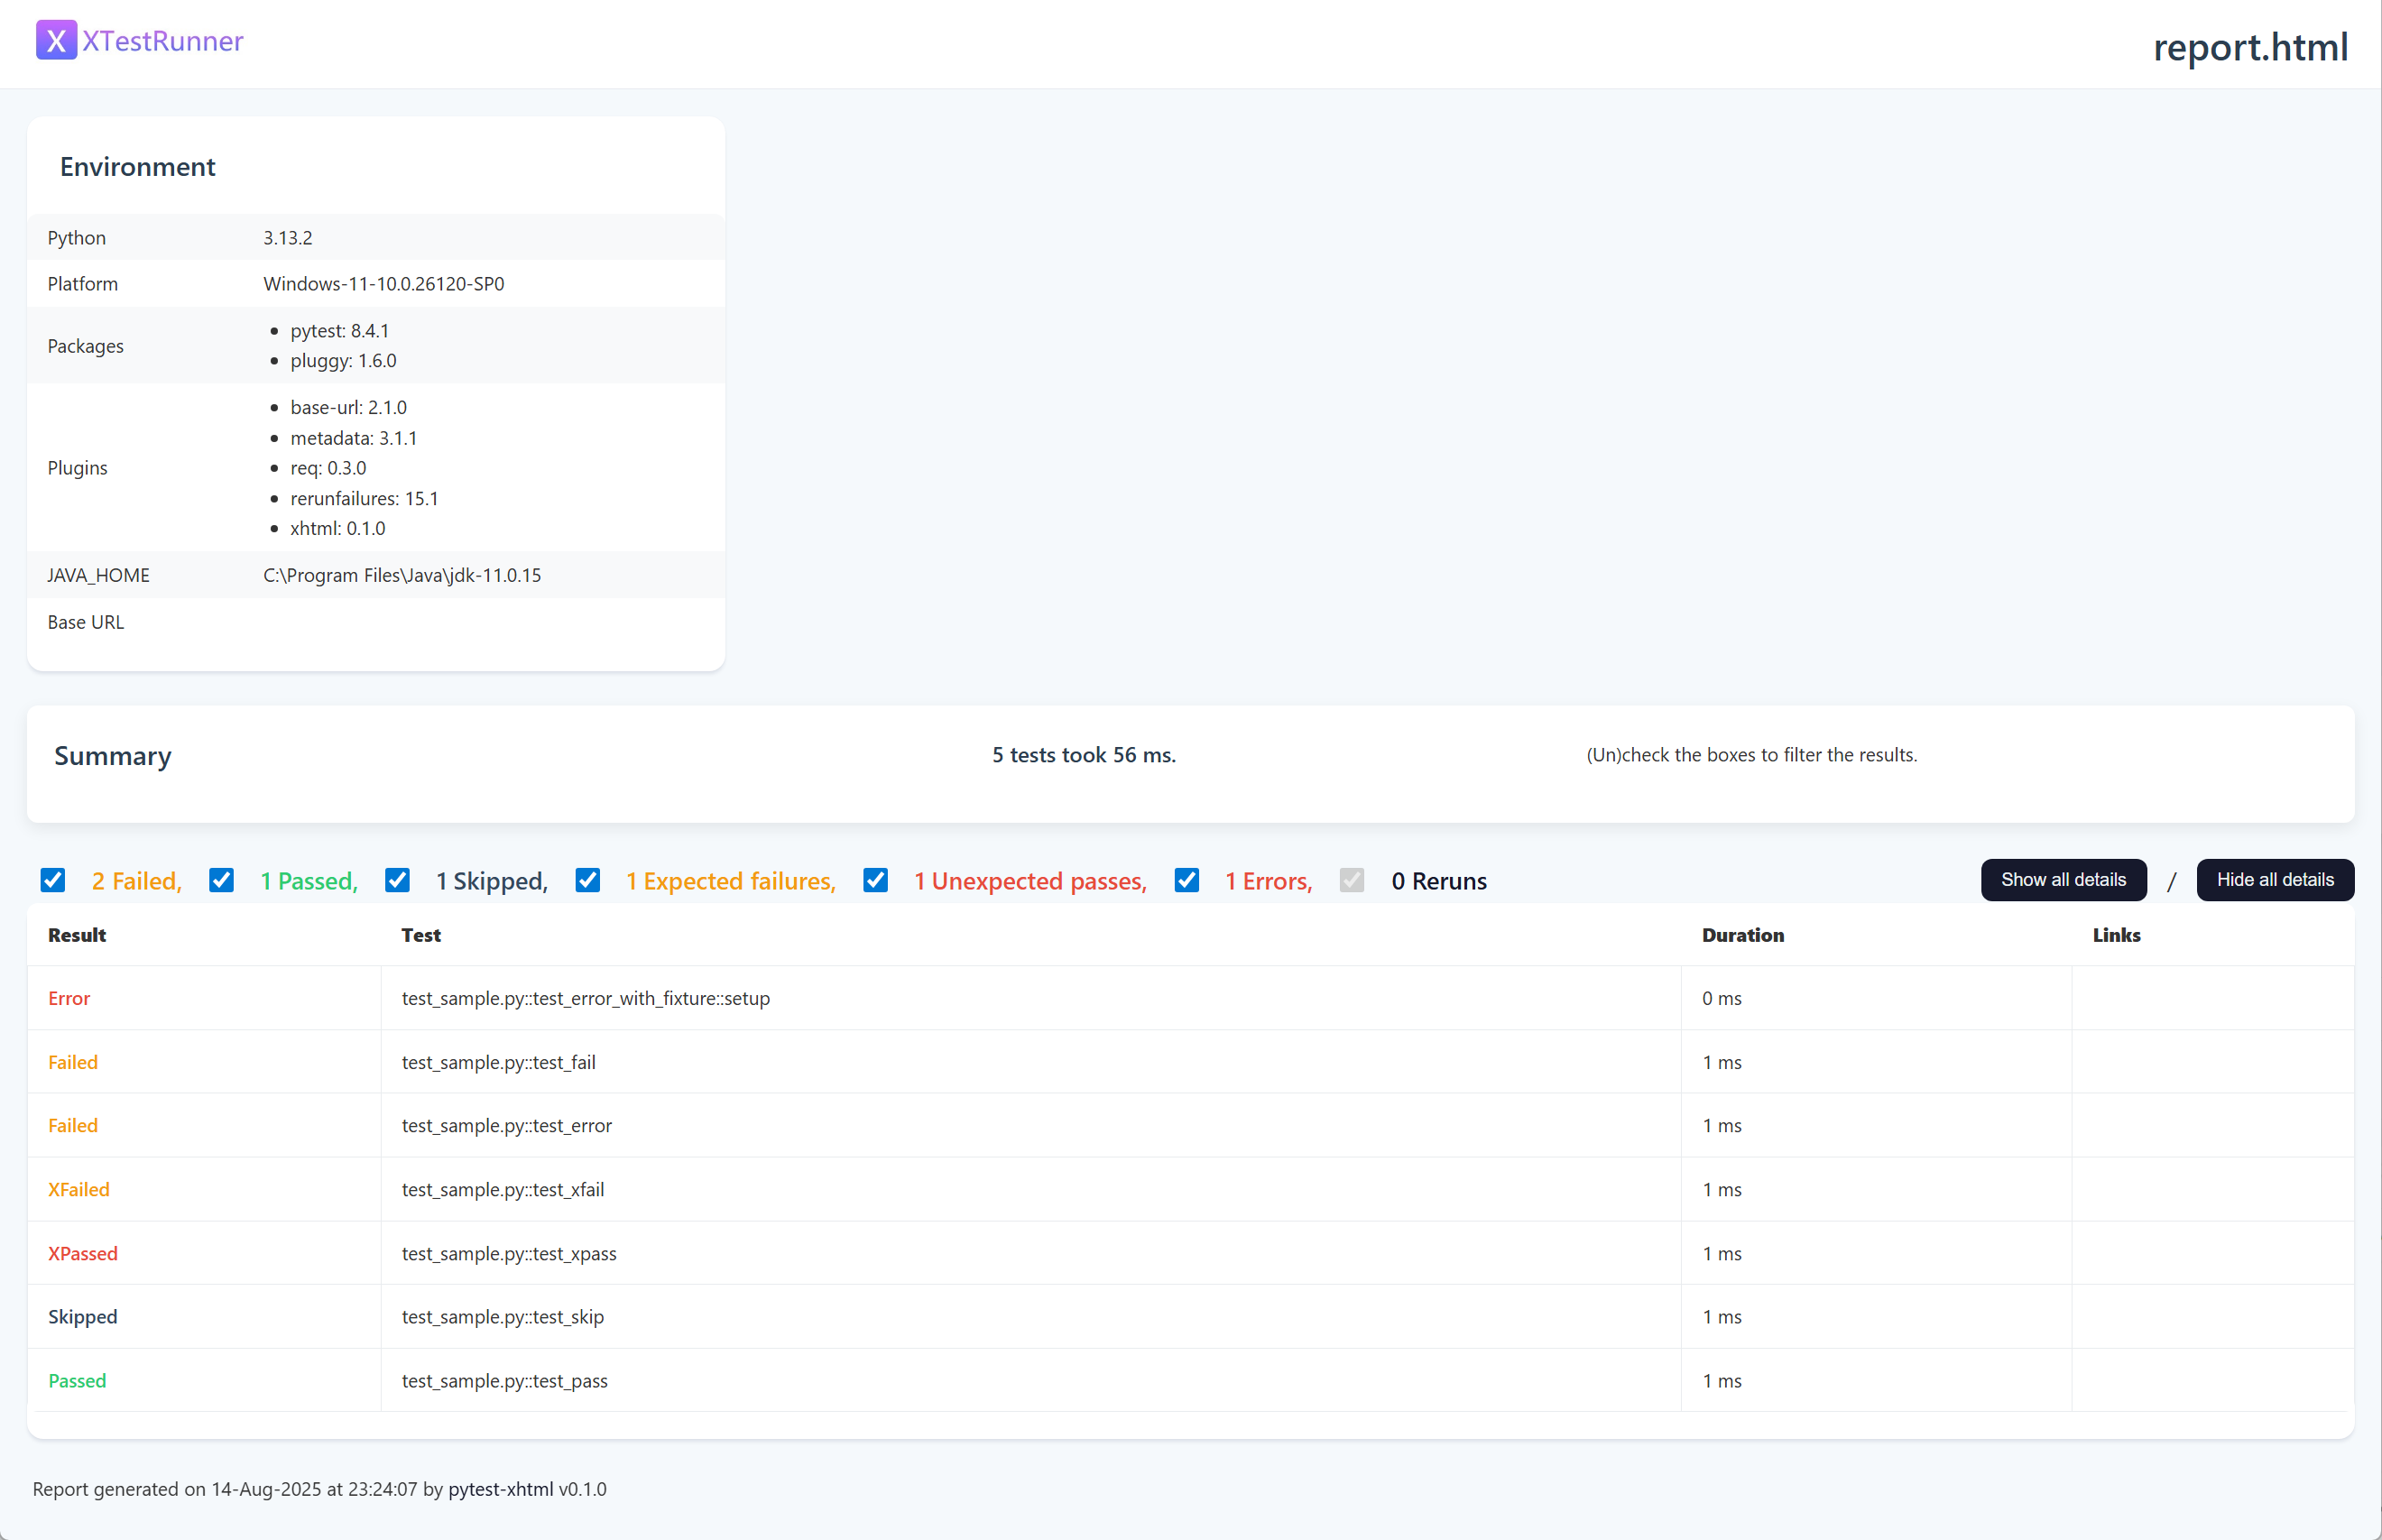 X XTestRunner
report.html
Environment
Python 3.13.2
Platform Windows-11-10.0.26120-SP0
Packages
pytest: 8.4.1
pluggy: 1.6.0
Plugins
base-url: 2.1.0
metadata: 3.1.1
req: 0.3.0
rerunfailures: 15.1
xhtml: 0.1.0
JAVA_HOME C:\Program Files\Java\jdk-11.0.15
Base URL
Summary 5 tests took 56 ms. (Un)check the boxes to filter the results.
2 Failed, 1 Passed, 1 Skipped, 1 Expected failures, 1 Unexpected passes, 1 Errors, 0 Reruns Show all details / Hide all details
Result Test Duration Links
Error test_sample.py::test_error_with_fixture::setup 0 ms
Failed test_sample.py::test_fail 1 ms
Failed test_sample.py::test_error 1 ms
XFailed test_sample.py::test_xfail 1 ms
XPassed test_sample.py::test_xpass 1 ms
Skipped test_sample.py::test_skip 1 ms
Passed test_sample.py::test_pass 1 ms
Report generated on 14-Aug-2025 at 23:24:07 by pytest-xhtml v0.1.0